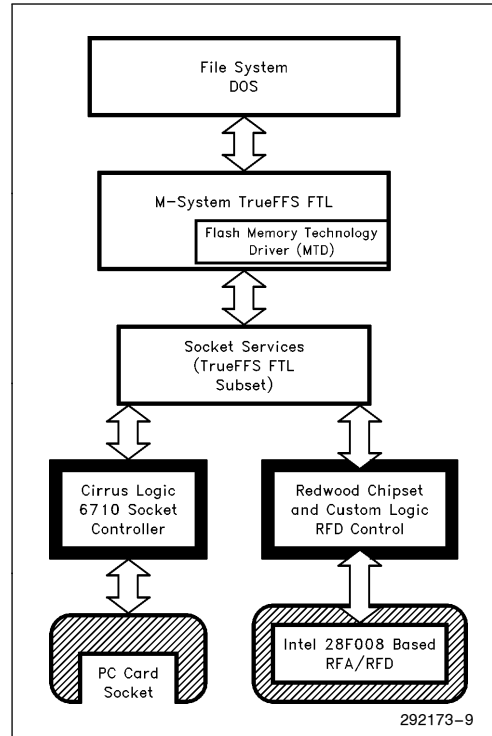 File System
DOS
M-System TrueFFS FTL
Flash Memory Technology
Driver (MTD)
Socket Services
(TrueFFS FTL
Subset)
Cirrus Logic
6710 Socket
Controller
Redwood Chipset
and Custom Logic
RFD Control
PC Card
Socket
Intel 28F008 Based
RFA/RFD
292173–9